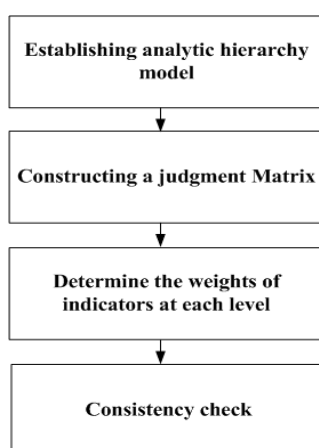 Establishing analytic hierarchy
model
Constructing a judgment Matrix
Determine the weights of
indicators at each level
Consistency check